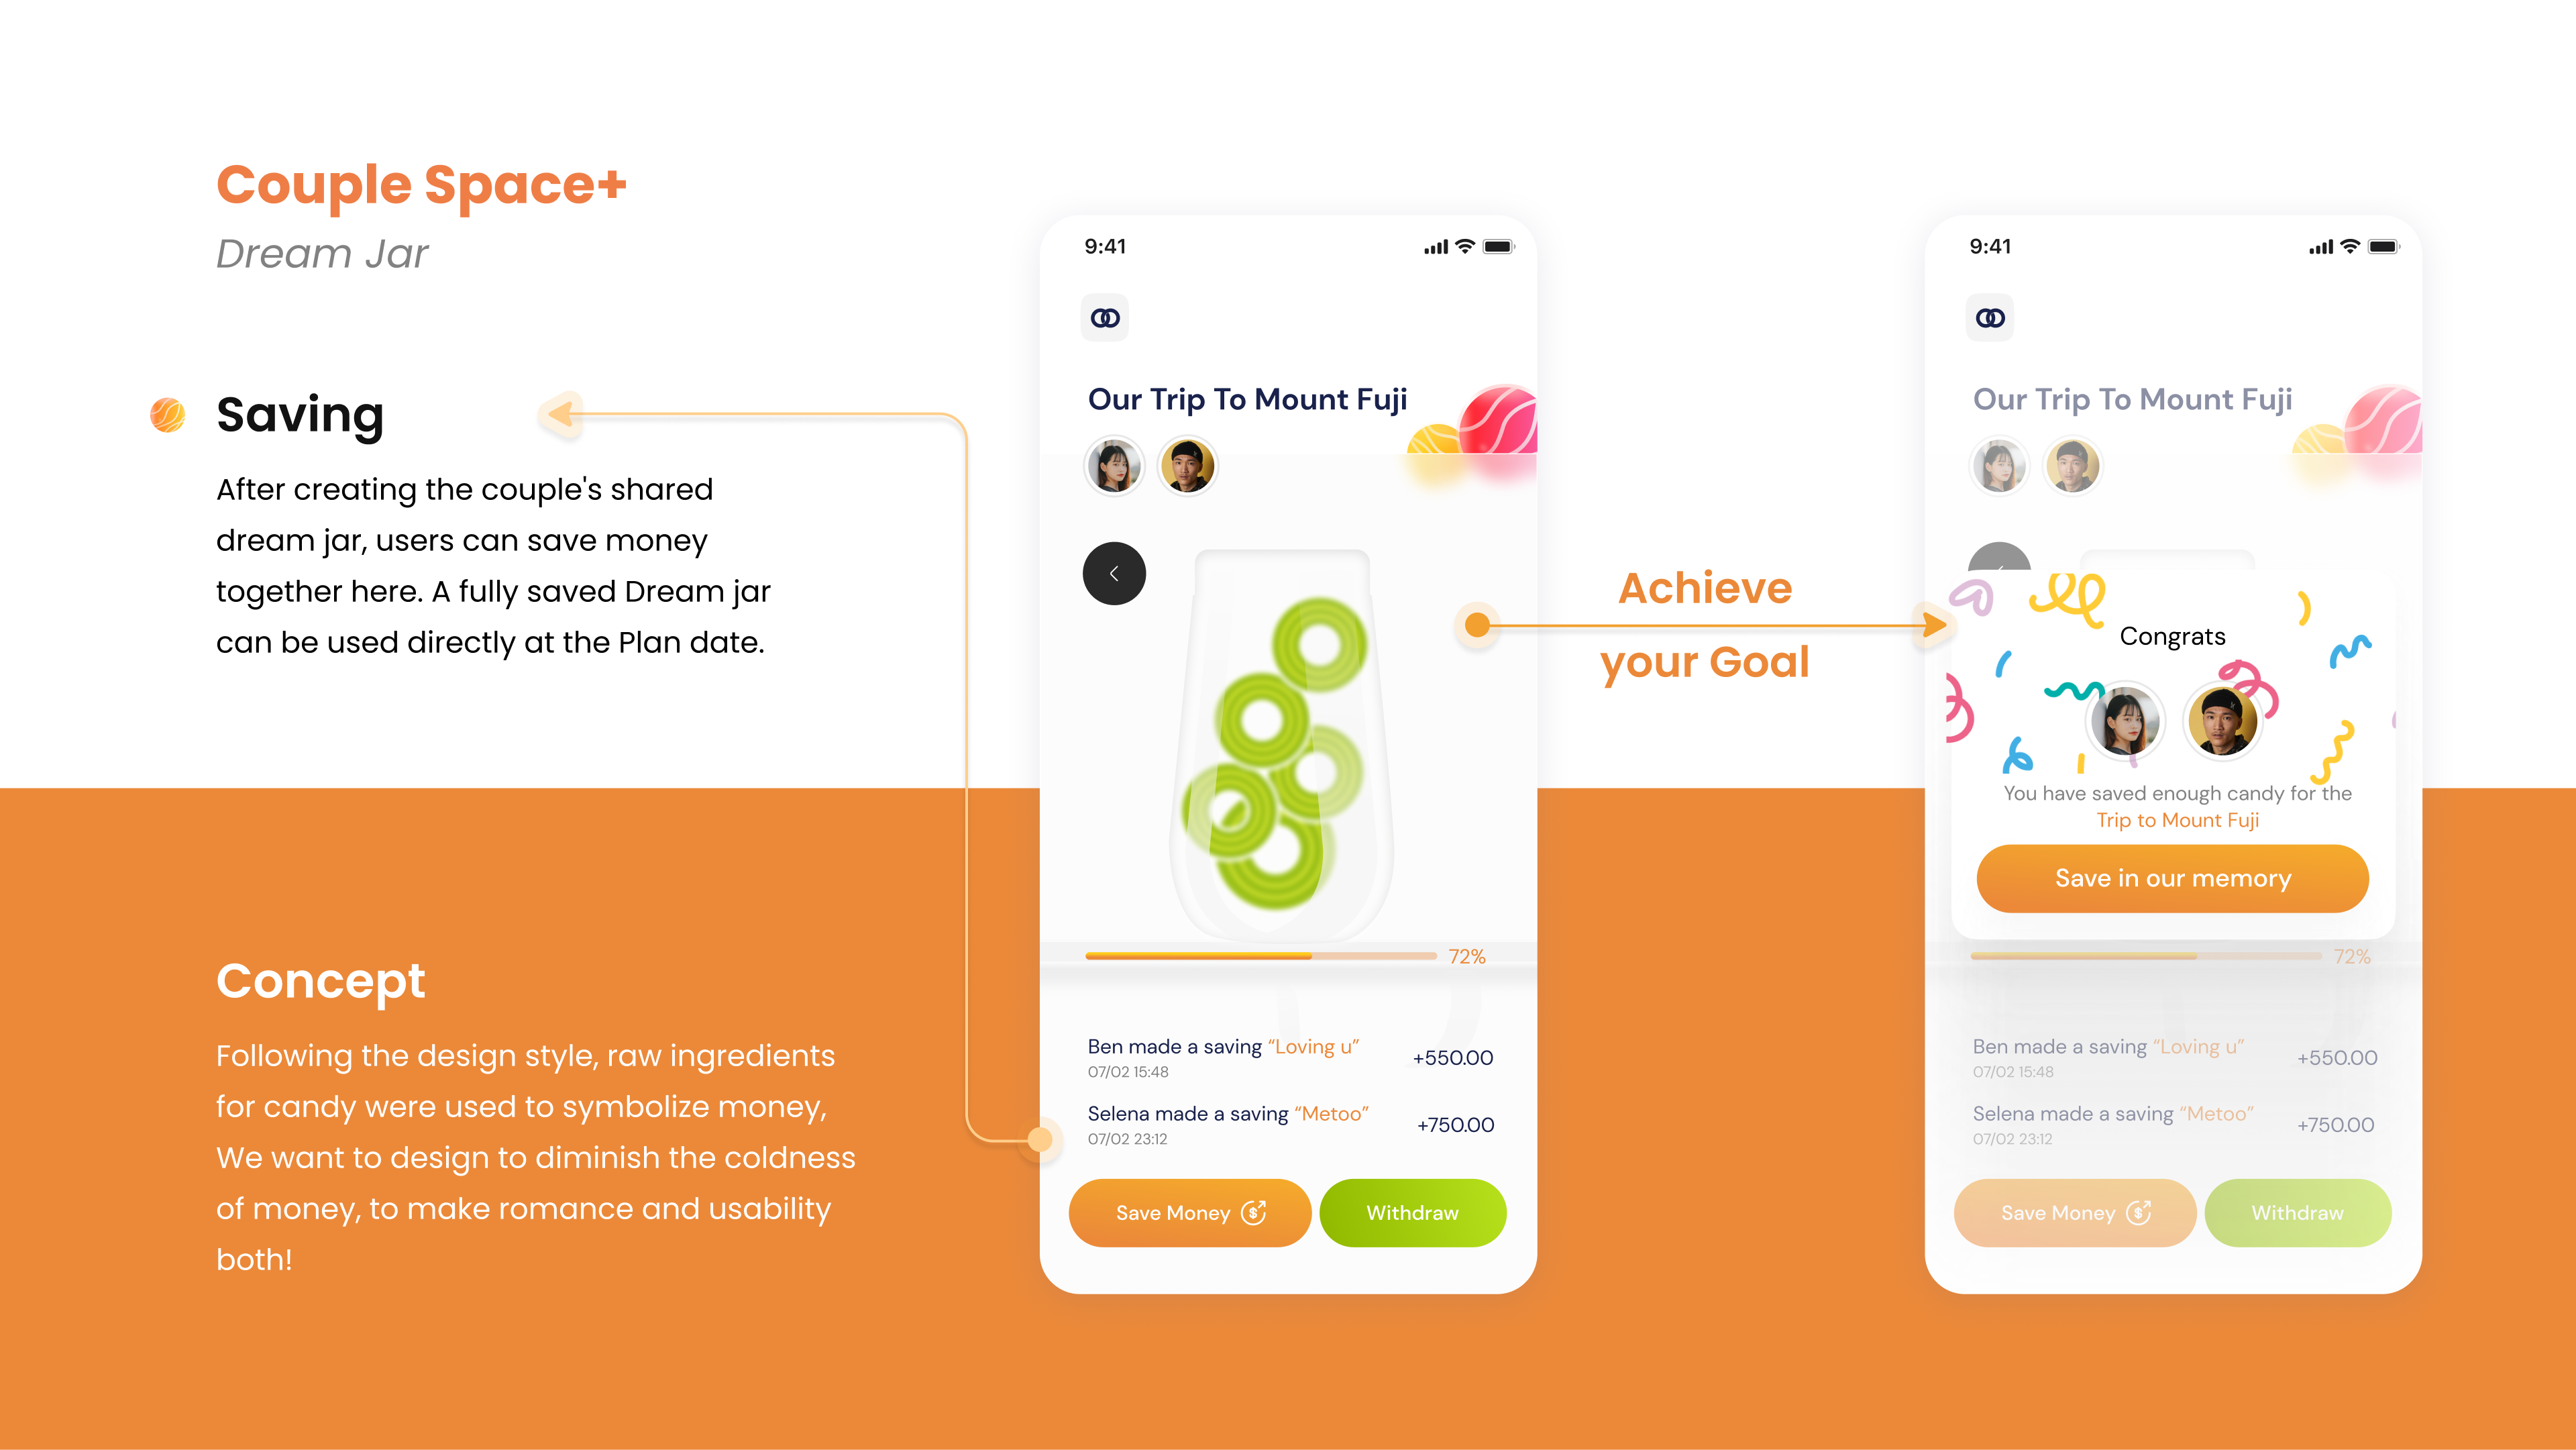 Couple Space+
Dream Jar
Saving
After creating the couple's shared
dream jar, users can save money
together here. A fully saved Dream jar
can be used directly at the Plan date.
Concept
Following the design style, raw ingredients
for candy were used to symbolize money,
We want to design to diminish the coldness
of money, to make romance and usability
both!
9:41
Our Trip To Mount Fuji
72%
Ben made a saving “Loving u”
07/02 15:48
+550.00
Selena made a saving “Metoo”
07/02 23:12
+750.00
Save Money
Withdraw
Achieve
your Goal
9:41
Our Trip To Mount Fuji
Congrats
You have saved enough candy for the
Trip to Mount Fuji
Save in our memory
72%
Ben made a saving “Loving u”
07/02 15:48
+550.00
Selena made a saving “Metoo”
07/02 23:12
+750.00
Save Money
Withdraw